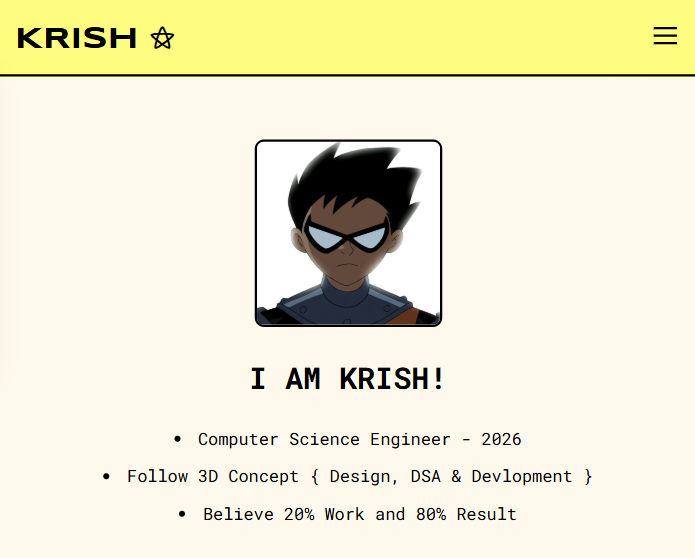 KRISH
I AM KRISH!
• Computer Science Engineer - 2026
• Follow 3D Concept { Design, DSA & Devlopment }
• Believe 20% Work and 80% Result